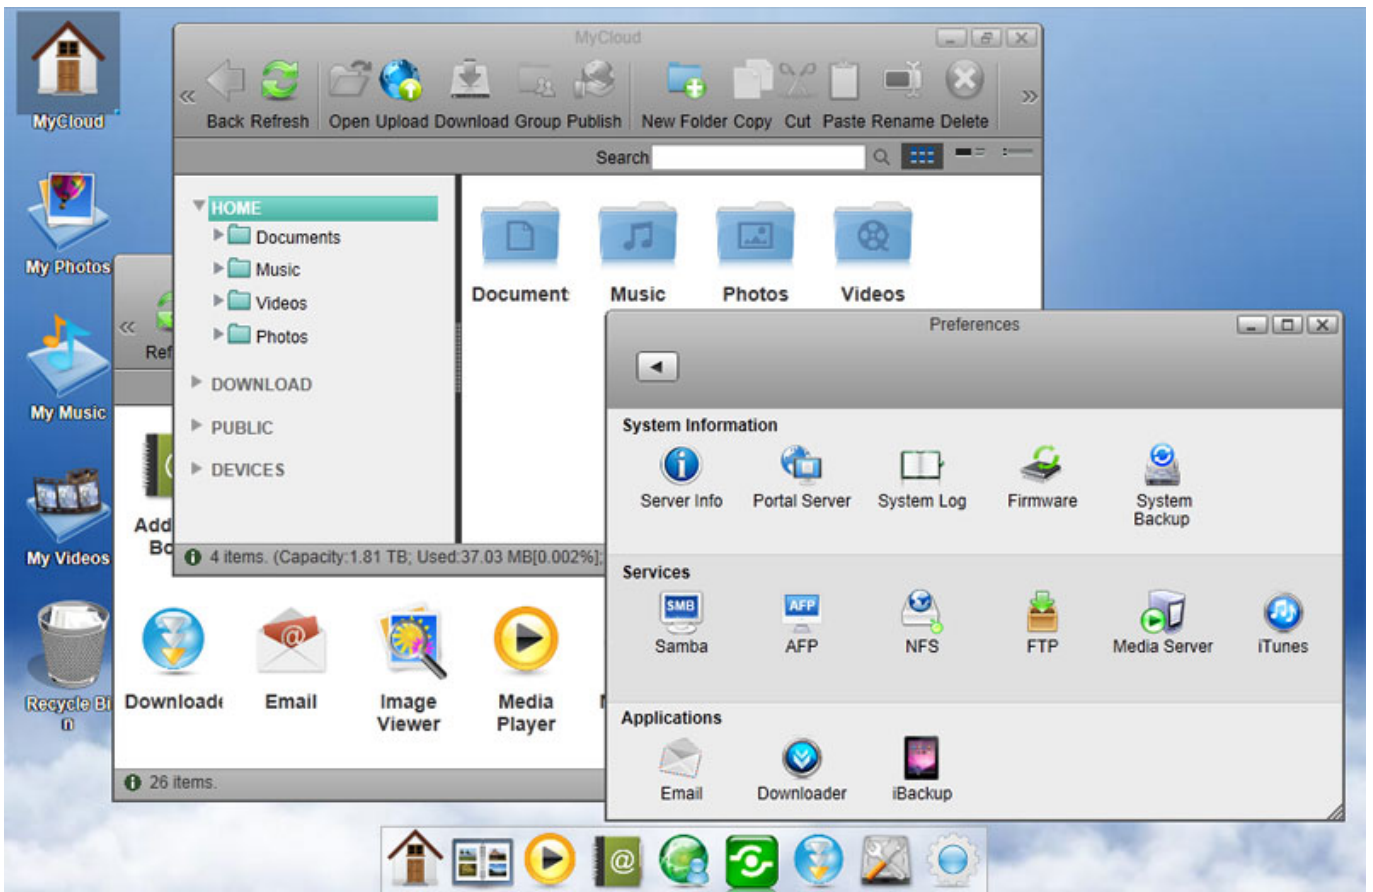 MyCloud
My Photos
My Music
My Videos
Recycle Bi
n
MyCloud
Back Refresh Open Upload Download Group Publish New Folder Copy Cut Paste Rename Delete
Search
HOME
Documents
Music
Videos
Photos
DOWNLOAD
PUBLIC
DEVICES
Document
Music
Photos
Videos
4 items. (Capacity:1.81 TB; Used:37.03 MB[0.002%];
Ref
Add
Bo
Downloade
Email
Image
Viewer
Media
Player
26 items.
Preferences
System Information
Server Info
Portal Server
System Log
Firmware
System
Backup
Services
SMB
Samba
AFP
AFP
NFS
FTP
Media Server
iTunes
Applications
Email
Downloader
iBackup